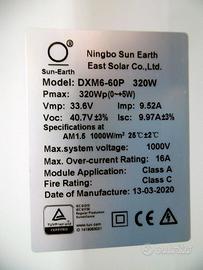 Ningbo Sun Earth
East Solar Co.,Ltd.
Sun-Earth
Model: DXM6-60P 320W
Pmax: 320Wp(0~+5W)
Vmp: 33.6V Imp: 9.52A
Voc: 40.7V±3% Isc: 9.97A±3%
Specifications at
AM1.5 1000W/m² 25℃±2℃
Max.system voltage: 1000V
Max. Over-current Rating: 16A
Module Application: Class A
Fire Rating: Class C
Date of Manufacture: 13-03-2020
TÜV
CE